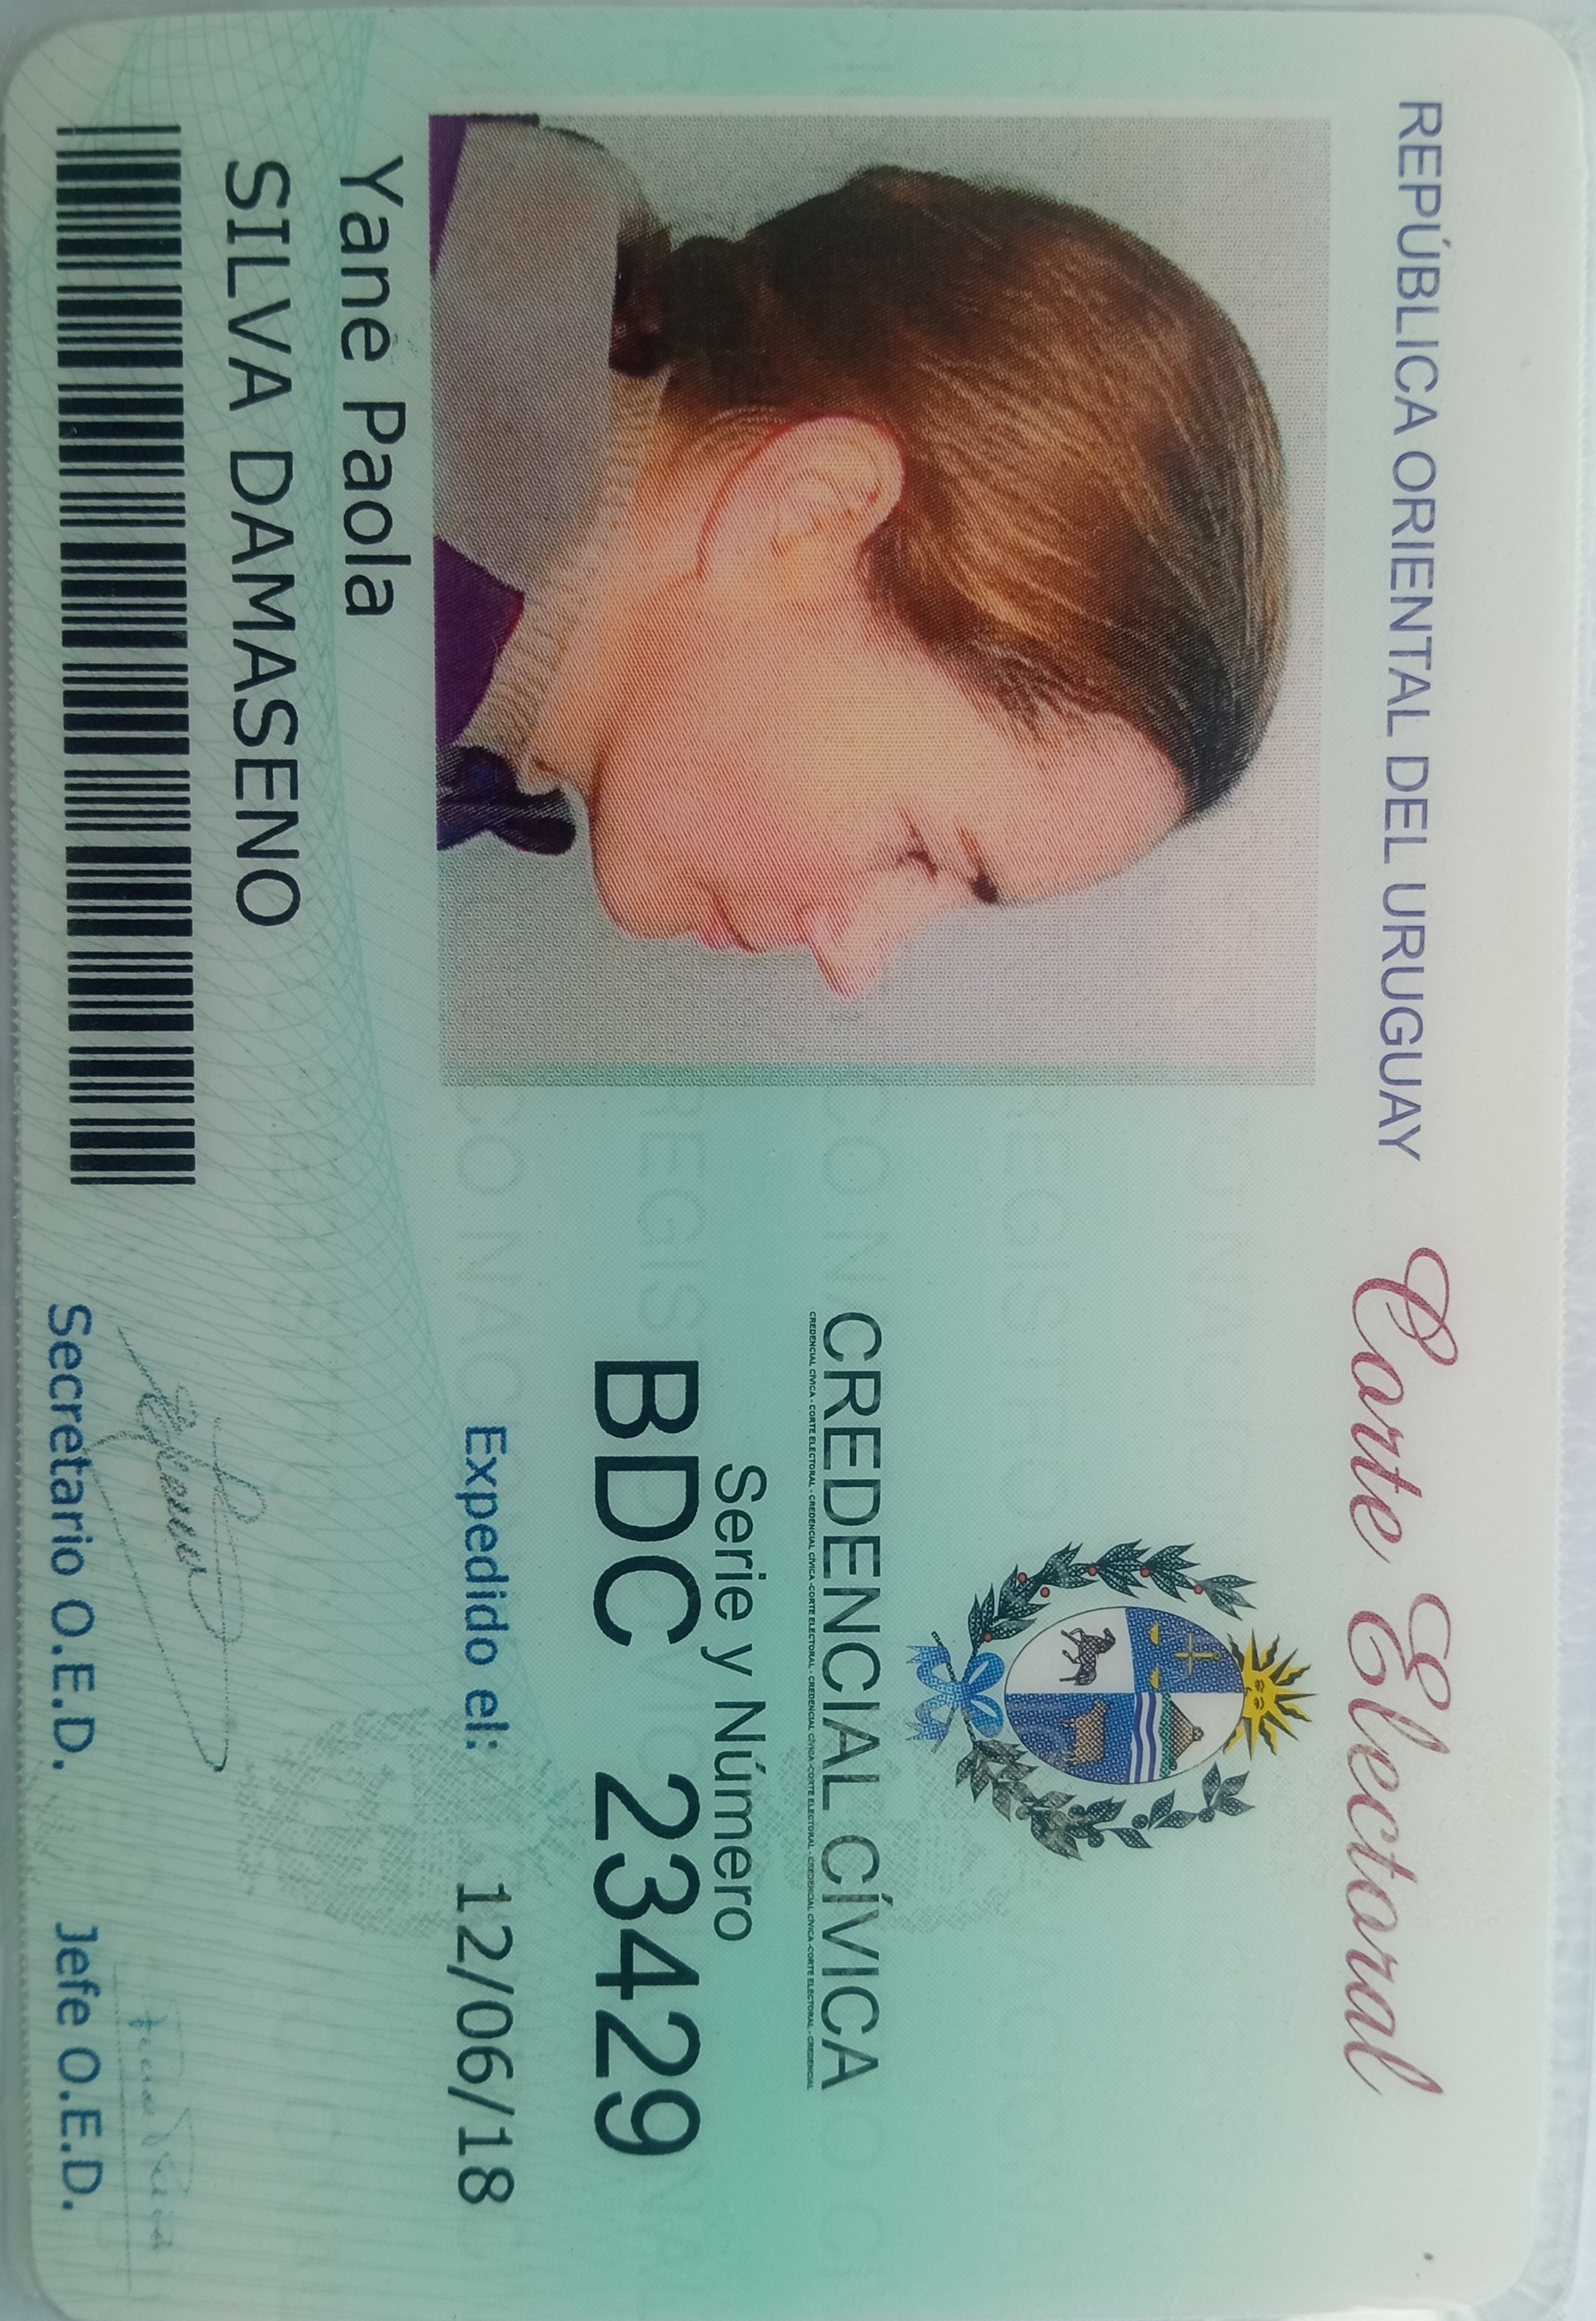 REPÚBLICA ORIENTAL DEL URUGUAY
Corte Electoral
CREDENCIAL CÍVICA
CREDENCIAL CÍVICA - CORTE ELECTORAL - CREDENCIAL CÍVICA -CORTE ELECTORAL - CREDENCIAL CÍVICA -CORTE ELECTORAL - CREDENCIAL CÍVICA -CORTE ELECTORAL - CREDENCIAL
Serie y Número
BDC 23429
Expedido el: 12/06/18
Yane Paola
SILVA DAMASENO
Secretario O.E.D.
Jefe O.E.D.